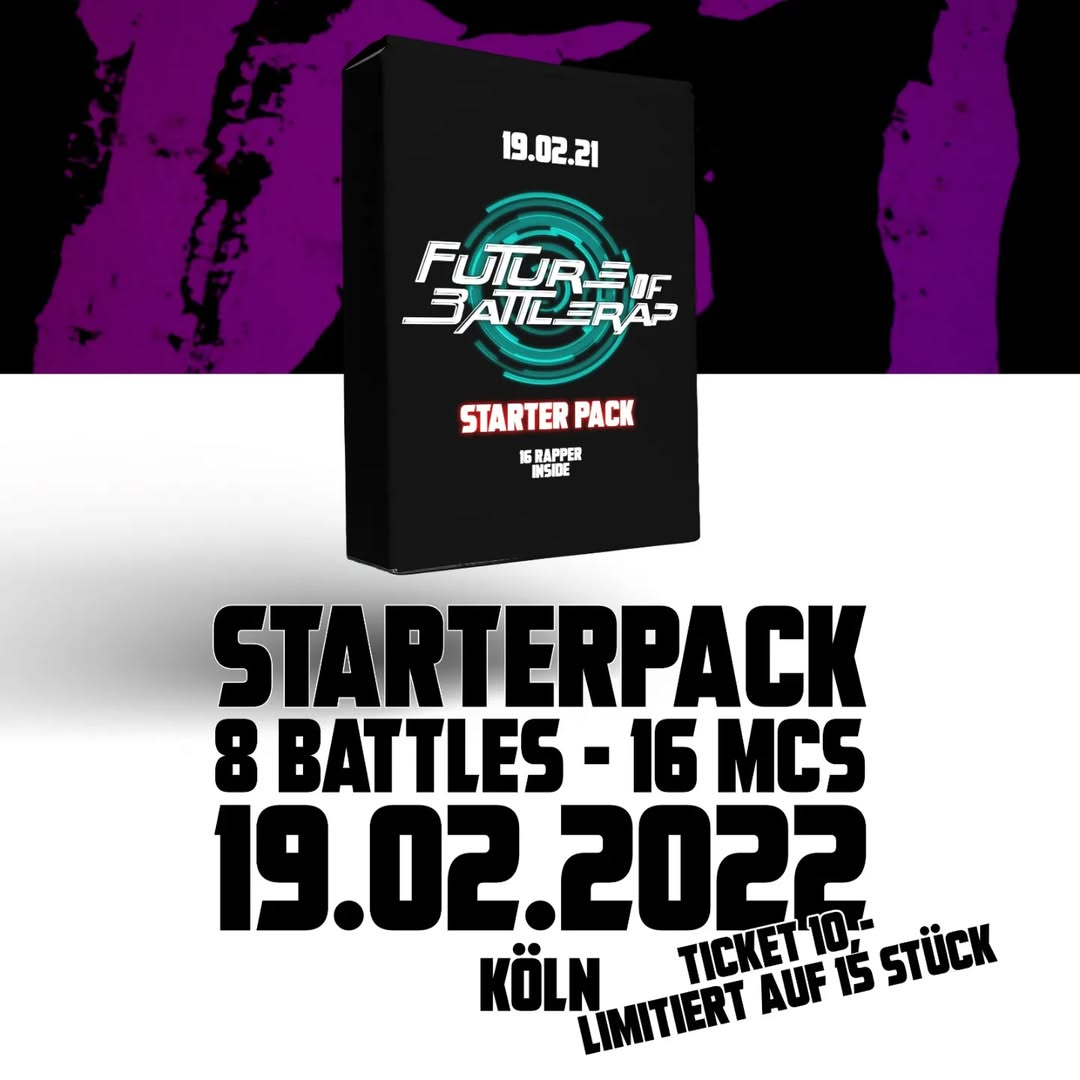 19.02.21
FUTURE OF
BATTLERAP
STARTER PACK
16 RAPPER
INSIDE
STARTERPACK
8 BATTLES - 16 MCS
19.02.2022
KÖLN
TICKET 10,-
LIMITIERT AUF 15 STÜCK